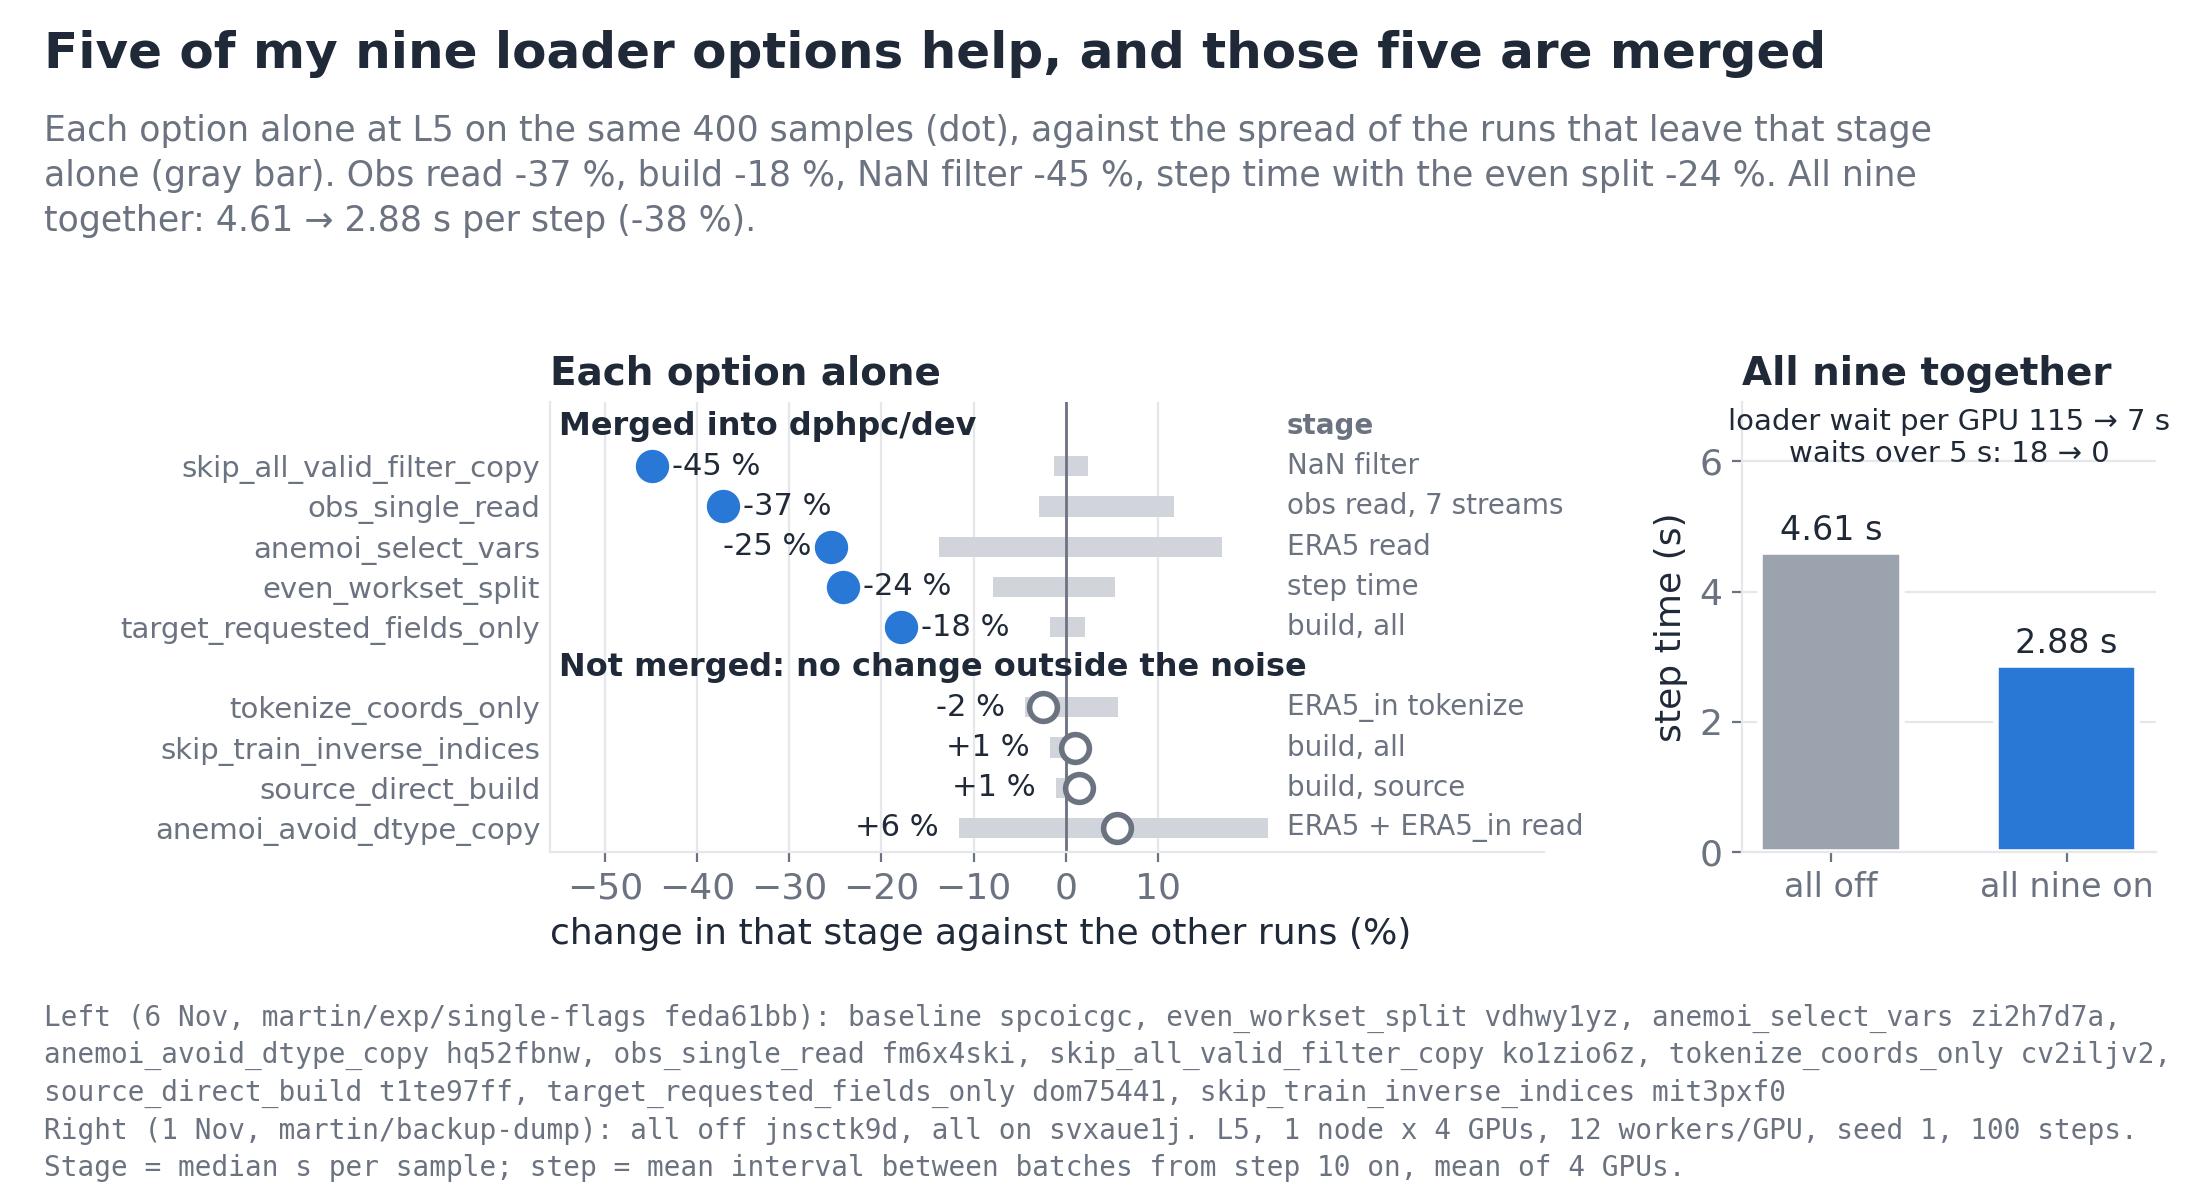 Five of my nine loader options help, and those five are merged
Each option alone at L5 on the same 400 samples (dot), against the spread of the runs that leave that stage
alone (gray bar). Obs read -37 %, build -18 %, NaN filter -45 %, step time with the even split -24 %. All nine
together: 4.61 → 2.88 s per step (-38 %).
Each option alone
Merged into dphpc/dev
stage
skip_all_valid_filter_copy -45 % NaN filter
obs_single_read -37 % obs read, 7 streams
anemoi_select_vars -25 % ERA5 read
even_workset_split -24 % step time
target_requested_fields_only -18 % build, all
Not merged: no change outside the noise
tokenize_coords_only -2 % ERA5_in tokenize
skip_train_inverse_indices +1 % build, all
source_direct_build +1 % build, source
anemoi_avoid_dtype_copy +6 % ERA5 + ERA5_in read
−50 −40 −30 −20 −10 0 10
change in that stage against the other runs (%)
All nine together
loader wait per GPU 115 → 7 s
waits over 5 s: 18 → 0
step time (s)
6
4
2
0
4.61 s
2.88 s
all off all nine on
Left (6 Nov, martin/exp/single-flags feda61bb): baseline spcoicgc, even_workset_split vdhwy1yz, anemoi_select_vars zi2h7d7a,
anemoi_avoid_dtype_copy hq52fbnw, obs_single_read fm6x4ski, skip_all_valid_filter_copy ko1zio6z, tokenize_coords_only cv2iljv2,
source_direct_build t1te97ff, target_requested_fields_only dom75441, skip_train_inverse_indices mit3pxf0
Right (1 Nov, martin/backup-dump): all off jnsctk9d, all on svxaue1j. L5, 1 node x 4 GPUs, 12 workers/GPU, seed 1, 100 steps.
Stage = median s per sample; step = mean interval between batches from step 10 on, mean of 4 GPUs.